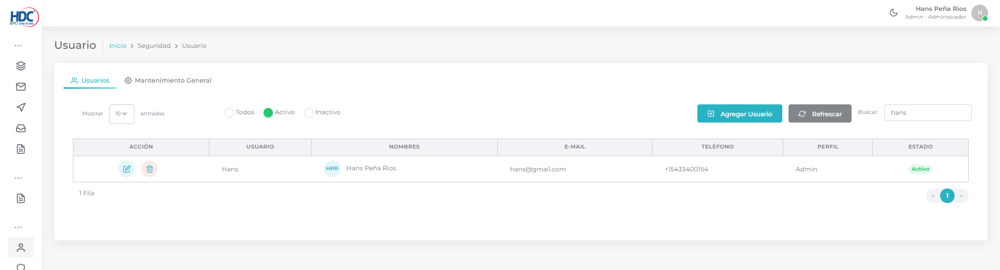 HDC
BPO Services
Hans Peña Rios
Admin - Administrador
H
Usuario
Inicio > Seguridad > Usuario
Usuarios
Mantenimiento General
Mostrar 10 entradas
Todos Activo Inactivo
Agregar Usuario
Refrescar
Buscar: hans
ACCIÓN USUARIO NOMBRES E-MAIL TELÉFONO PERFIL ESTADO
Hans HPR Hans Peña Rios hans@gmail.com +15433400154 Admin Activo
1 Fila
« 1 »